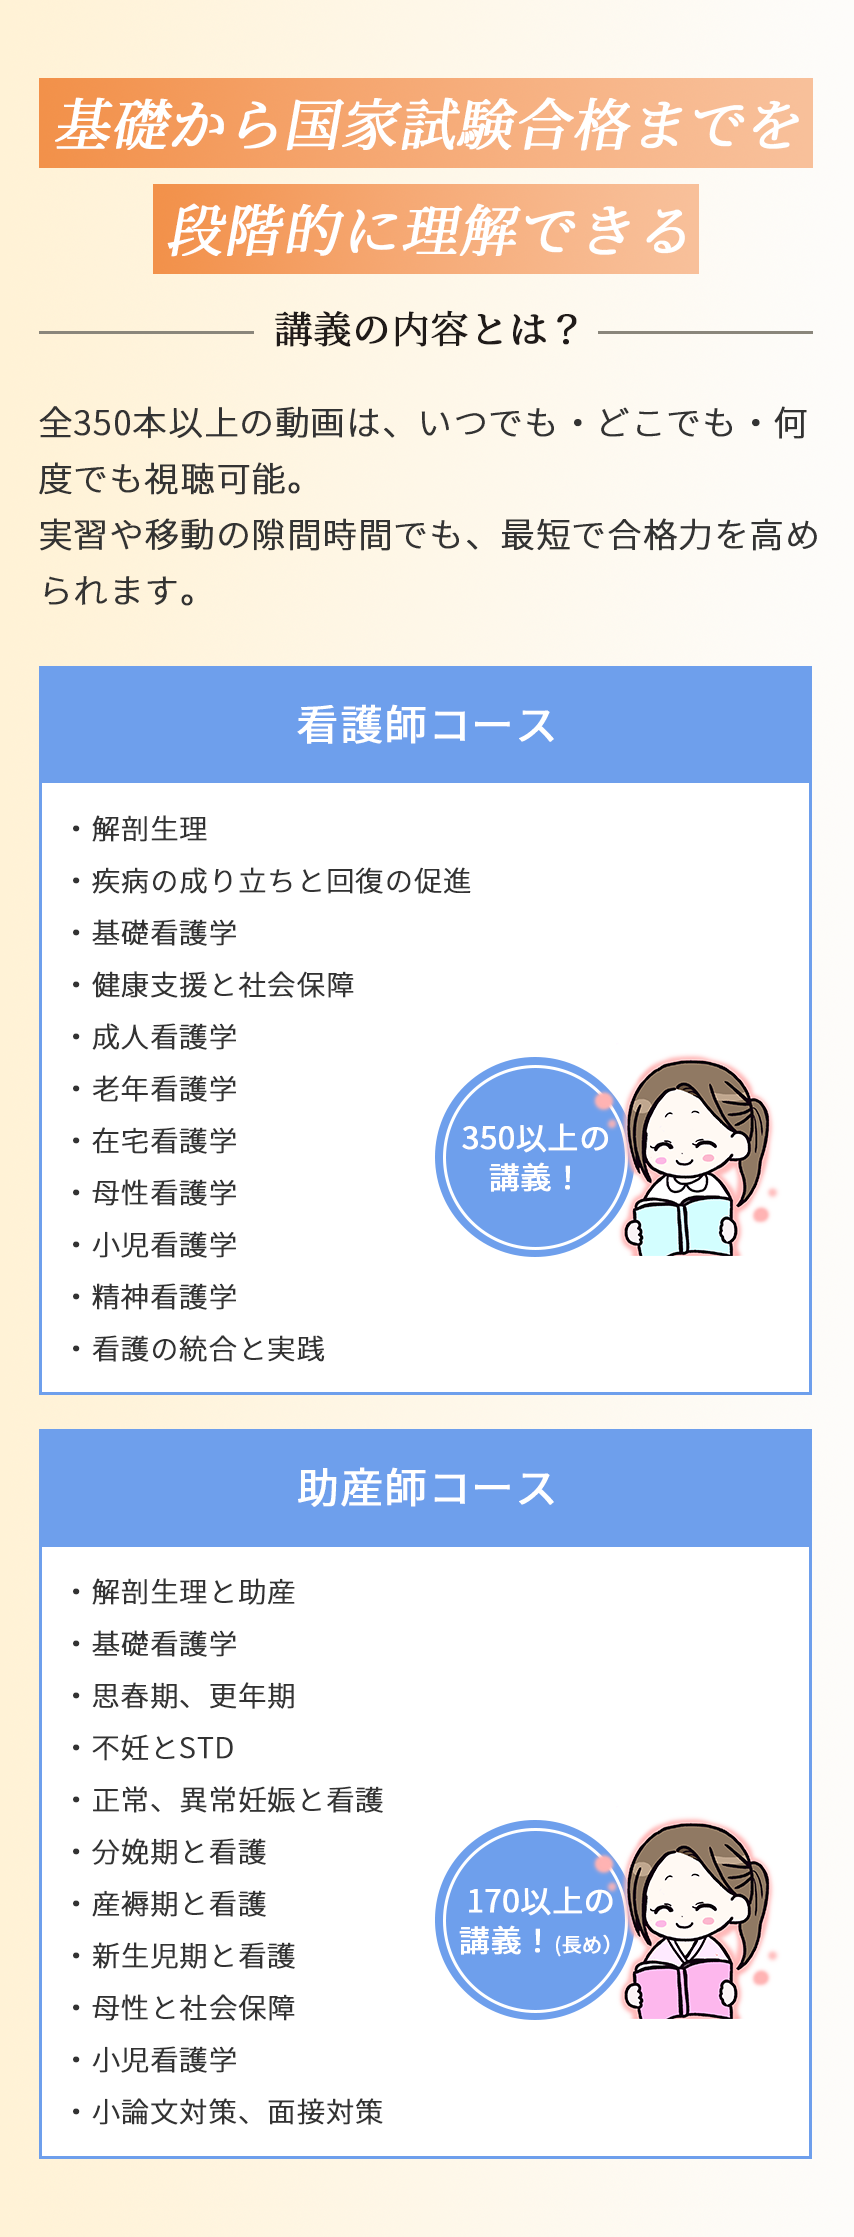 基礎から国家試験合格までを
段階的に理解できる
講義の内容とは？
全350本以上の動画は、いつでも・どこでも・何
度でも視聴可能。
実習や移動の隙間時間でも、最短で合格力を高め
られます。
看護師コース
・解剖生理
・疾病の成り立ちと回復の促進
・基礎看護学
・健康支援と社会保障
・成人看護学
・老年看護学
・在宅看護学
・母性看護学
・小児看護学
・精神看護学
・看護の統合と実践
350以上の
講義！
助産師コース
・解剖生理と助産
・基礎看護学
・思春期、更年期
・不妊とSTD
・正常、異常妊娠と看護
・分娩期と看護
・産褥期と看護
・新生児期と看護
・母性と社会保障
・小児看護学
・小論文対策、面接対策
170以上の
講義！(長め)